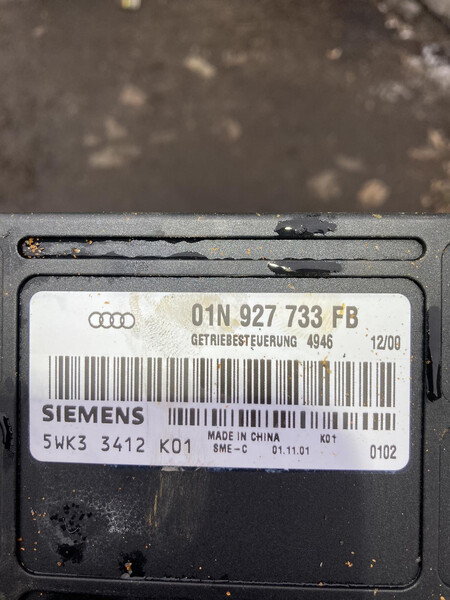 01N 927 733 FB
GETRIEBESTEUERUNG 4946 12/00
SIEMENS
MADE IN CHINA K01
5WK3 3412 K01 SME-C 01.11.01 0102